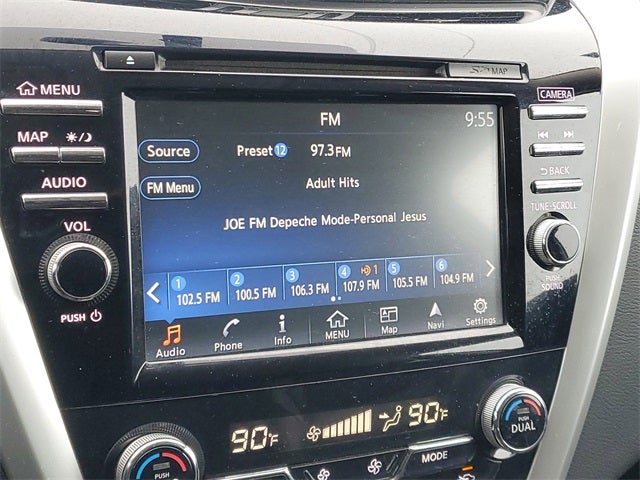 MAP
MENU
CAMERA
FM 9:55
MAP
Source Preset 12 97.3 FM
BACK
FM Menu Adult Hits
AUDIO
TUNE·SCROLL
JOE FM Depeche Mode-Personal Jesus
VOL
1 2 3 4 1 5 6
102.5 FM 100.5 FM 106.3 FM 107.9 FM 105.5 FM 104.9 FM
PUSH
SOUND
PUSH
Audio Phone Info MENU Map Navi Settings
90°F 90°F
PUSH
DUAL
MODE
PUSH